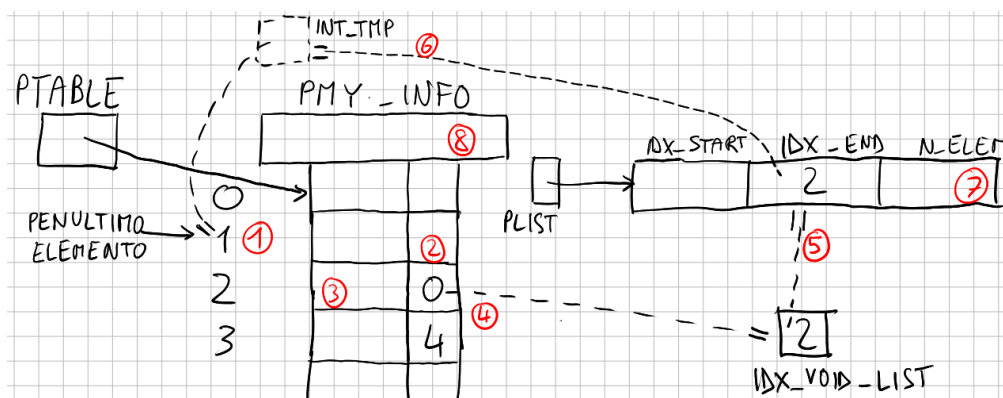 INT_TMP
6
PTABLE
PMY_INFO
8
IDX_START IDX_END N_ELEM
0
2
7
PLIST
PENULTIMO
ELEMENTO
1 1
2
5
2
3
0
4
3
4
2
IDX_VOID_LIST